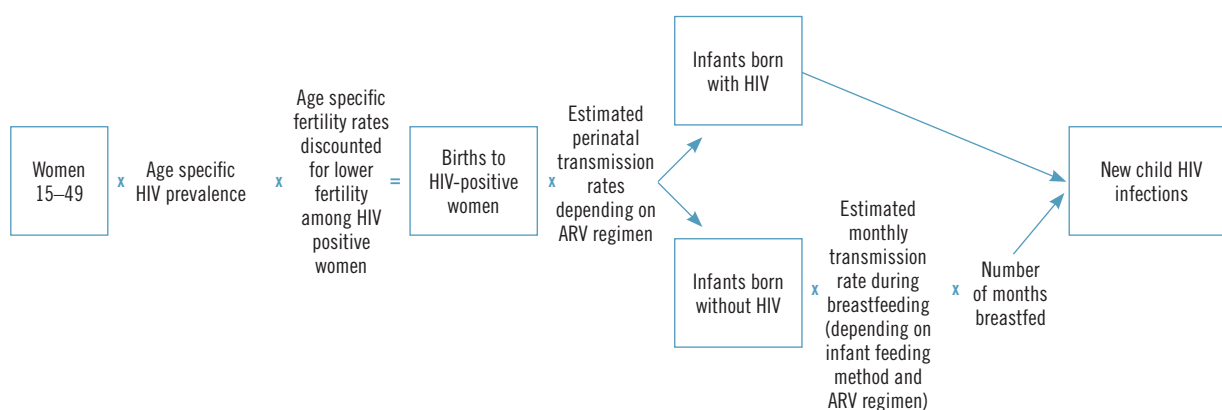 Women
15–49
x
Age specific
HIV prevalence
x
Age specific
fertility rates
discounted
for lower
fertility
among HIV
positive
women
=
Births to
HIV-positive
women
x
Estimated
perinatal
transmission
rates
depending on
ARV regimen
Infants born
with HIV
Infants born
without HIV
x
Estimated
monthly
transmission
rate during
breastfeeding
(depending on
infant feeding
method and
ARV regimen)
x
Number
of months
breastfed
New child HIV
infections